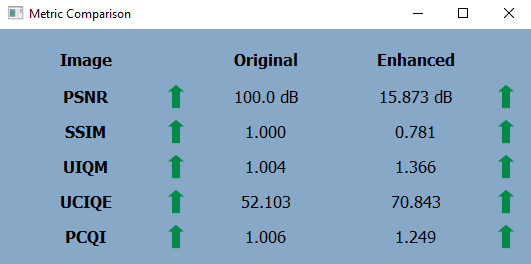 Metric Comparison
Image Original Enhanced
PSNR 100.0 dB 15.873 dB
SSIM 1.000 0.781
UIQM 1.004 1.366
UCIQE 52.103 70.843
PCQI 1.006 1.249